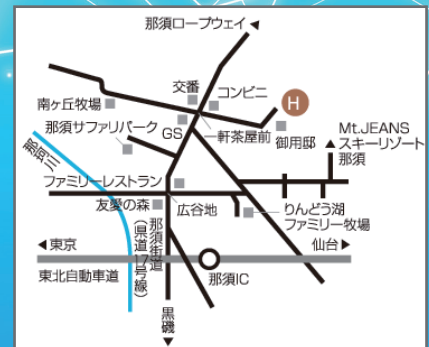 那須ロープウェイ◀
交番
コンビニ
H
南ヶ丘牧場
那須サファリパーク
GS
軒茶屋前
御用邸
Mt.JEANS
スキーリゾート
那須
那珂川
ファミリーレストラン
友愛の森
広谷地
りんどう湖
ファミリー牧場
那須街道
(県道17号線)
◀東京
仙台▶
東北自動車道
那須IC
黒磯
▼